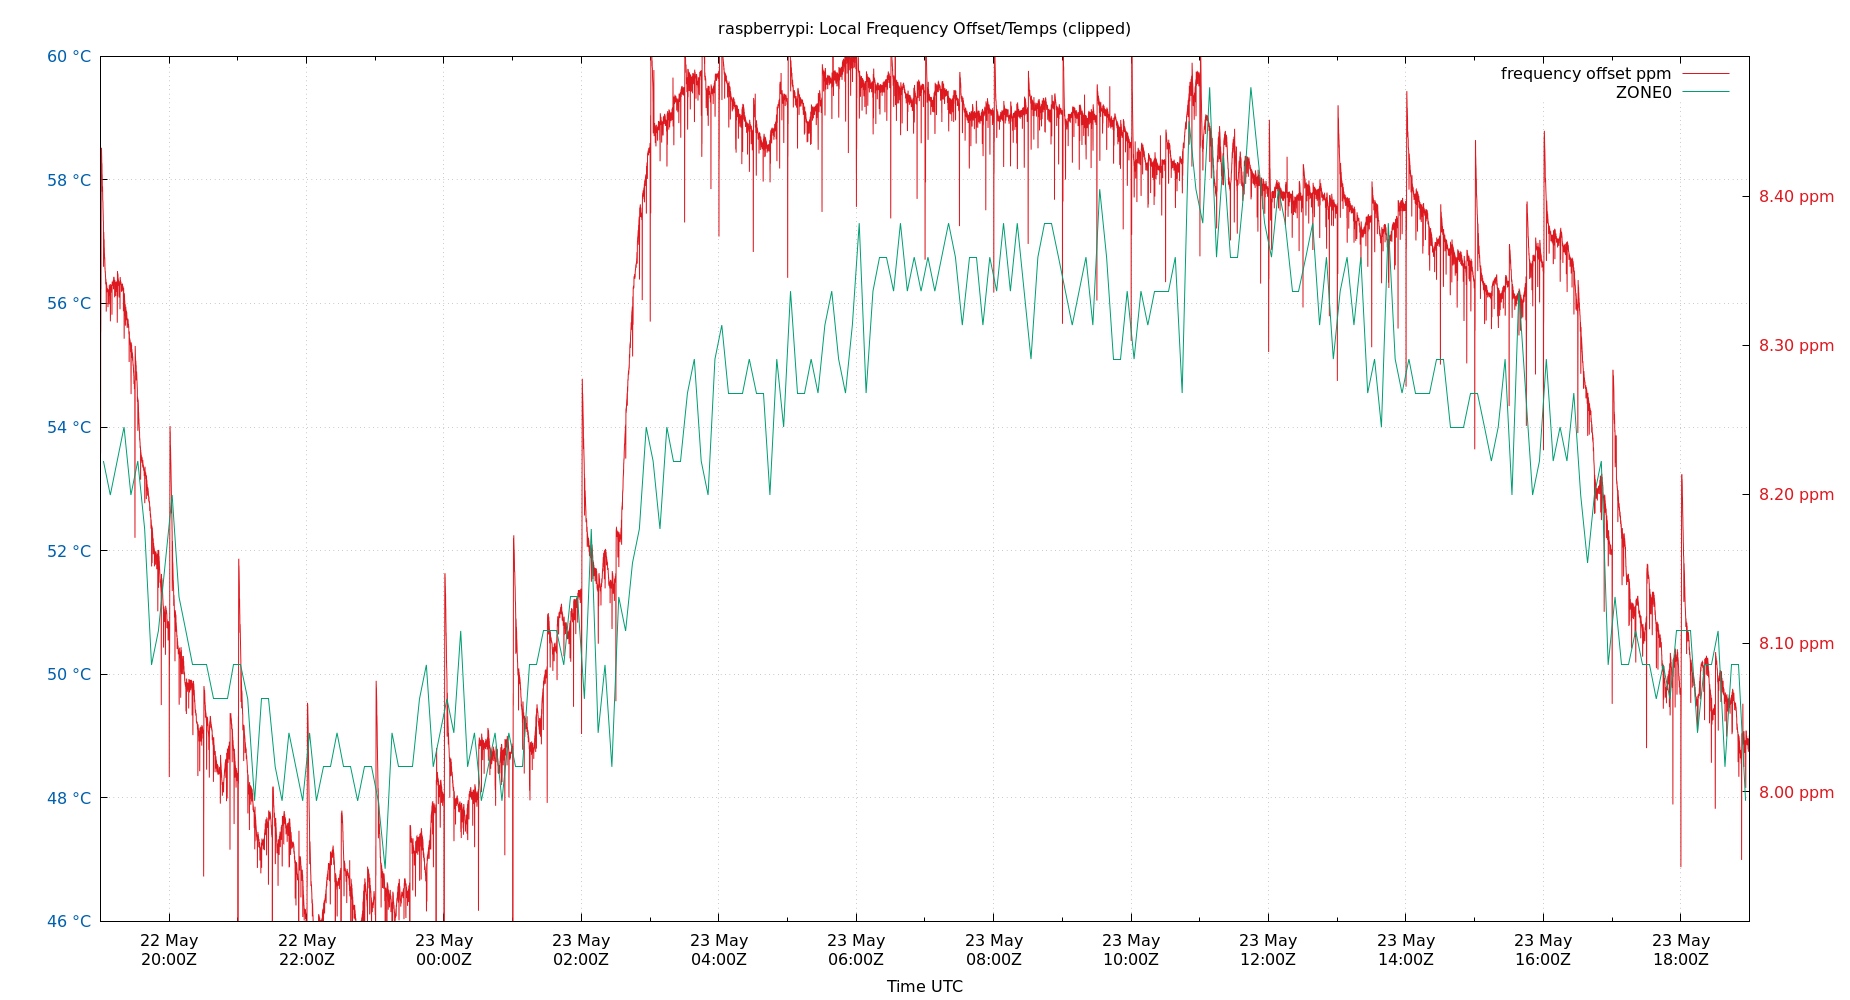 raspberrypi: Local Frequency Offset/Temps (clipped)
frequency offset ppm
ZONE0
60 °C
58 °C
56 °C
54 °C
52 °C
50 °C
48 °C
46 °C
8.40 ppm
8.30 ppm
8.20 ppm
8.10 ppm
8.00 ppm
22 May
20:00Z
22 May
22:00Z
23 May
00:00Z
23 May
02:00Z
23 May
04:00Z
23 May
06:00Z
23 May
08:00Z
23 May
10:00Z
23 May
12:00Z
23 May
14:00Z
23 May
16:00Z
23 May
18:00Z
Time UTC